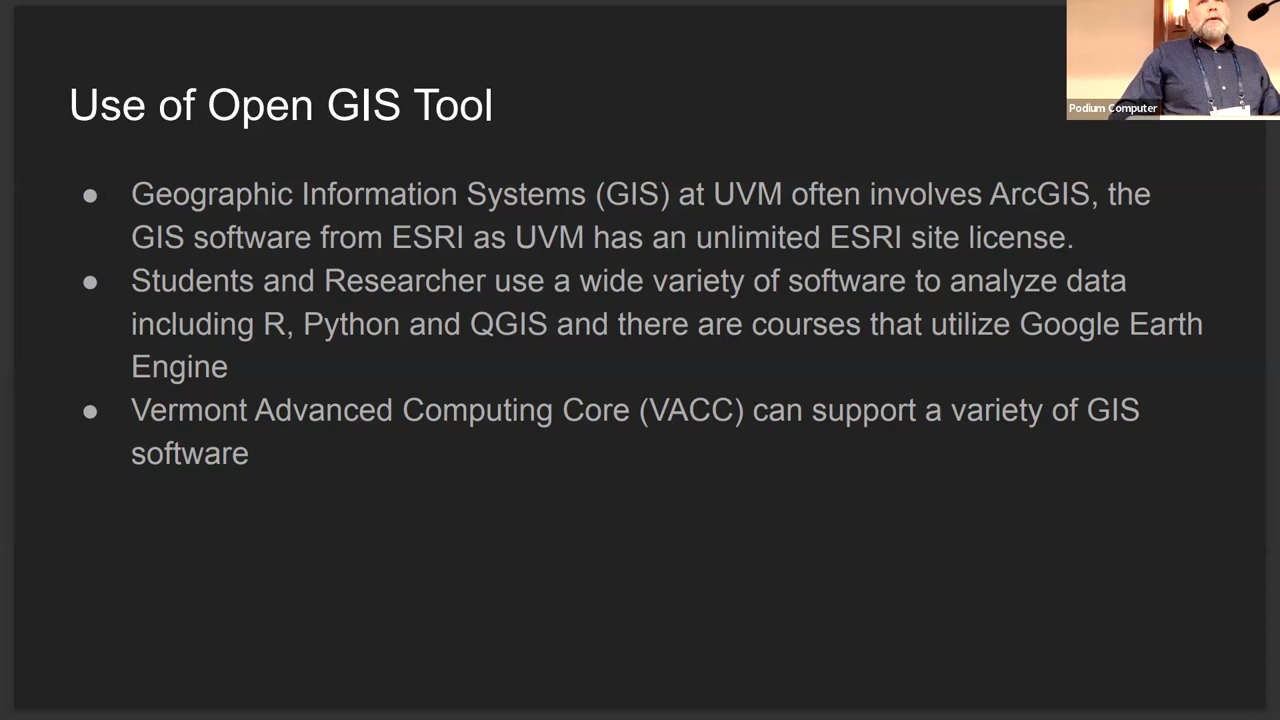 Use of Open GIS Tool
● Geographic Information Systems (GIS) at UVM often involves ArcGIS, the
GIS software from ESRI as UVM has an unlimited ESRI site license.
● Students and Researcher use a wide variety of software to analyze data
including R, Python and QGIS and there are courses that utilize Google Earth
Engine
● Vermont Advanced Computing Core (VACC) can support a variety of GIS
software
Podium Computer